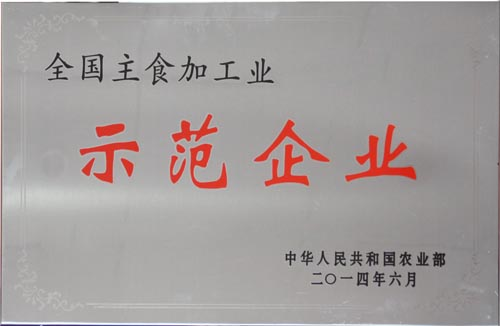 全国主食加工业
示范企业
中华人民共和国农业部
二〇一四年六月